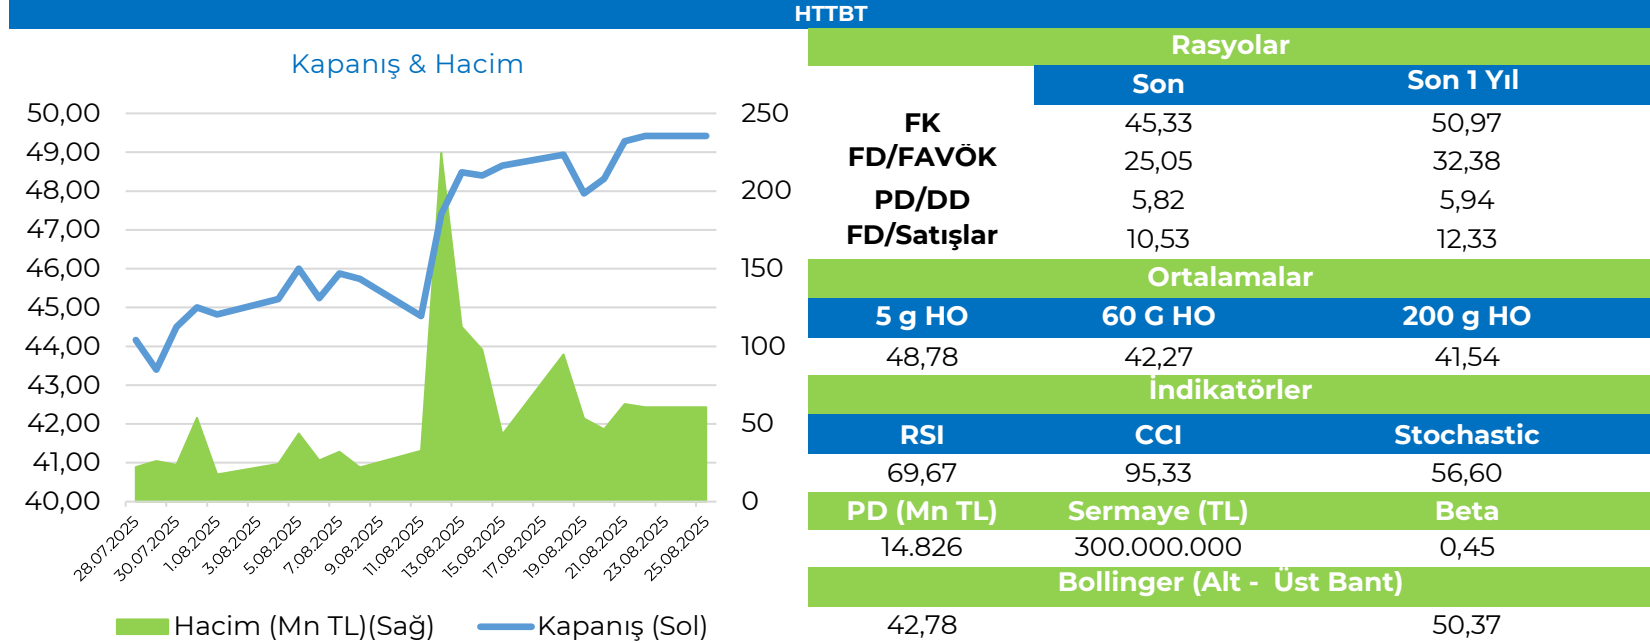 HTTBT
Kapanış & Hacim
50,00
49,00
48,00
47,00
46,00
45,00
44,00
43,00
42,00
41,00
40,00
250
200
150
100
50
0
28.07.2025
30.07.2025
1.08.2025
3.08.2025
5.08.2025
7.08.2025
9.08.2025
11.08.2025
13.08.2025
15.08.2025
17.08.2025
19.08.2025
21.08.2025
23.08.2025
25.08.2025
Hacim (Mn TL)(Sağ) Kapanış (Sol)
Rasyolar
Son Son 1 Yıl
FK 45,33 50,97
FD/FAVÖK 25,05 32,38
PD/DD 5,82 5,94
FD/Satışlar 10,53 12,33
Ortalamalar
5 g HO 60 G HO 200 g HO
48,78 42,27 41,54
İndikatörler
RSI CCI Stochastic
69,67 95,33 56,60
PD (Mn TL) Sermaye (TL) Beta
14.826 300.000.000 0,45
Bollinger (Alt - Üst Bant)
42,78 50,37